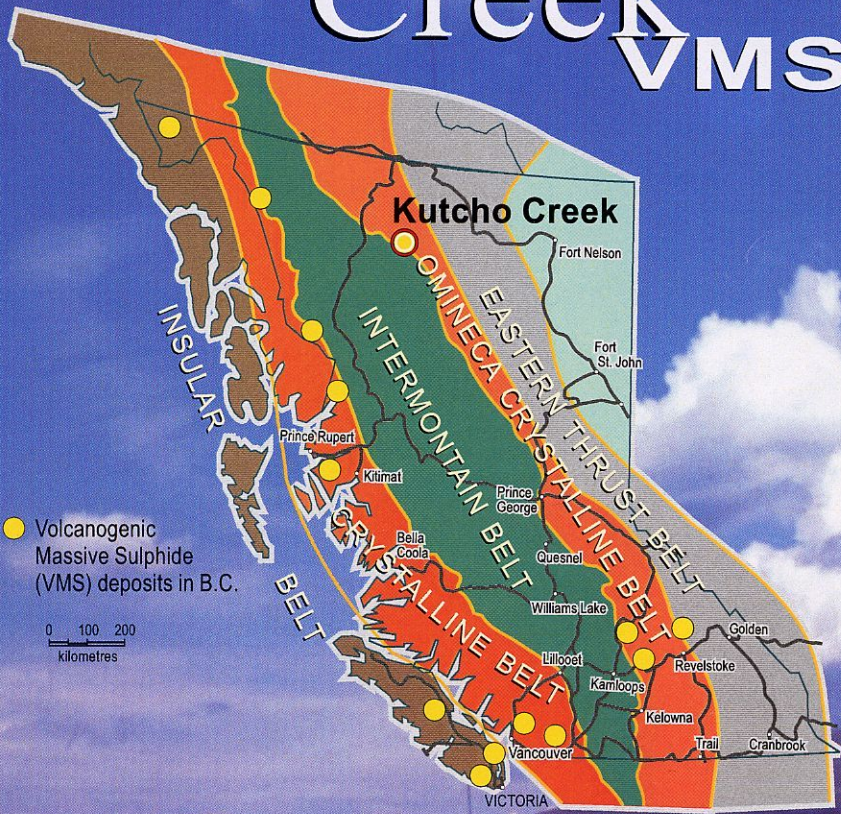 Creek
VMS
Kutcho Creek
Fort Nelson
Fort
St. John
INSULAR
BELT
INTERMONTAIN BELT
OMINECA CRYSTALLINE BELT
EASTERN THRUST BELT
CRYSTALLINE BELT
Prince Rupert
Kitimat
Prince
George
Bella
Coola
Quesnel
Williams Lake
Volcanogenic
Massive Sulphide
(VMS) deposits in B.C.
0 100 200
kilometres
Lillooet
Kamloops
Golden
Revelstoke
Kelowna
Vancouver
Trail
Cranbrook
VICTORIA